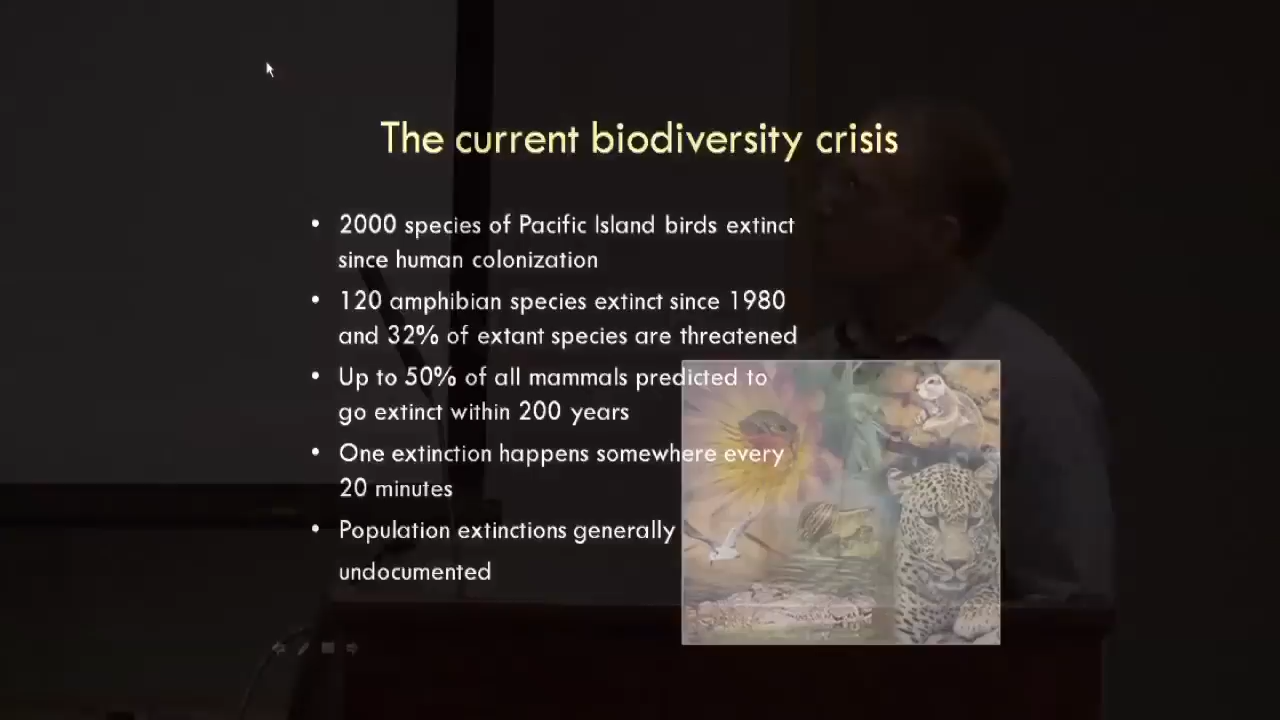 The current biodiversity crisis
• 2000 species of Pacific Island birds extinct
since human colonization
• 120 amphibian species extinct since 1980
and 32% of extant species are threatened
• Up to 50% of all mammals predicted to
go extinct within 200 years
• One extinction happens somewhere every
20 minutes
• Population extinctions generally
undocumented